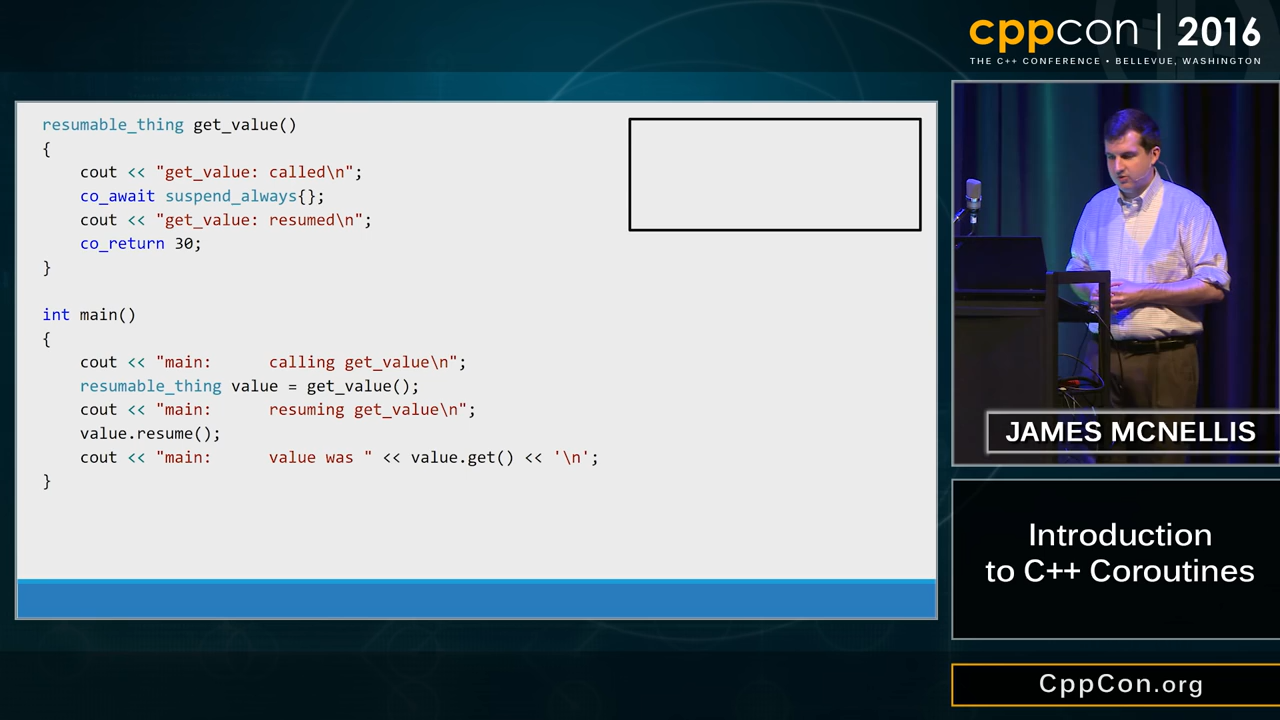 cppcon | 2016
THE C++ CONFERENCE • BELLEVUE, WASHINGTON
resumable_thing get_value()
{
    cout << "get_value: called\n";
    co_await suspend_always{};
    cout << "get_value: resumed\n";
    co_return 30;
}
int main()
{
    cout << "main:      calling get_value\n";
    resumable_thing value = get_value();
    cout << "main:      resuming get_value\n";
    value.resume();
    cout << "main:      value was " << value.get() << '\n';
}
JAMES MCNELLIS
Introduction
to C++ Coroutines
CppCon.org